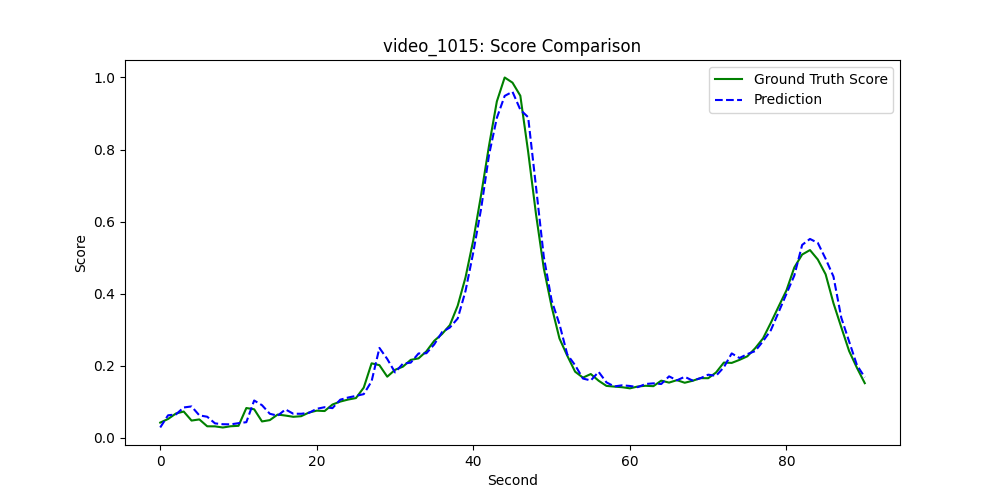 video_1015: Score Comparison
Ground Truth Score
Prediction
1.0
0.8
0.6
0.4
0.2
0.0
Score
0 20 40 60 80
Second